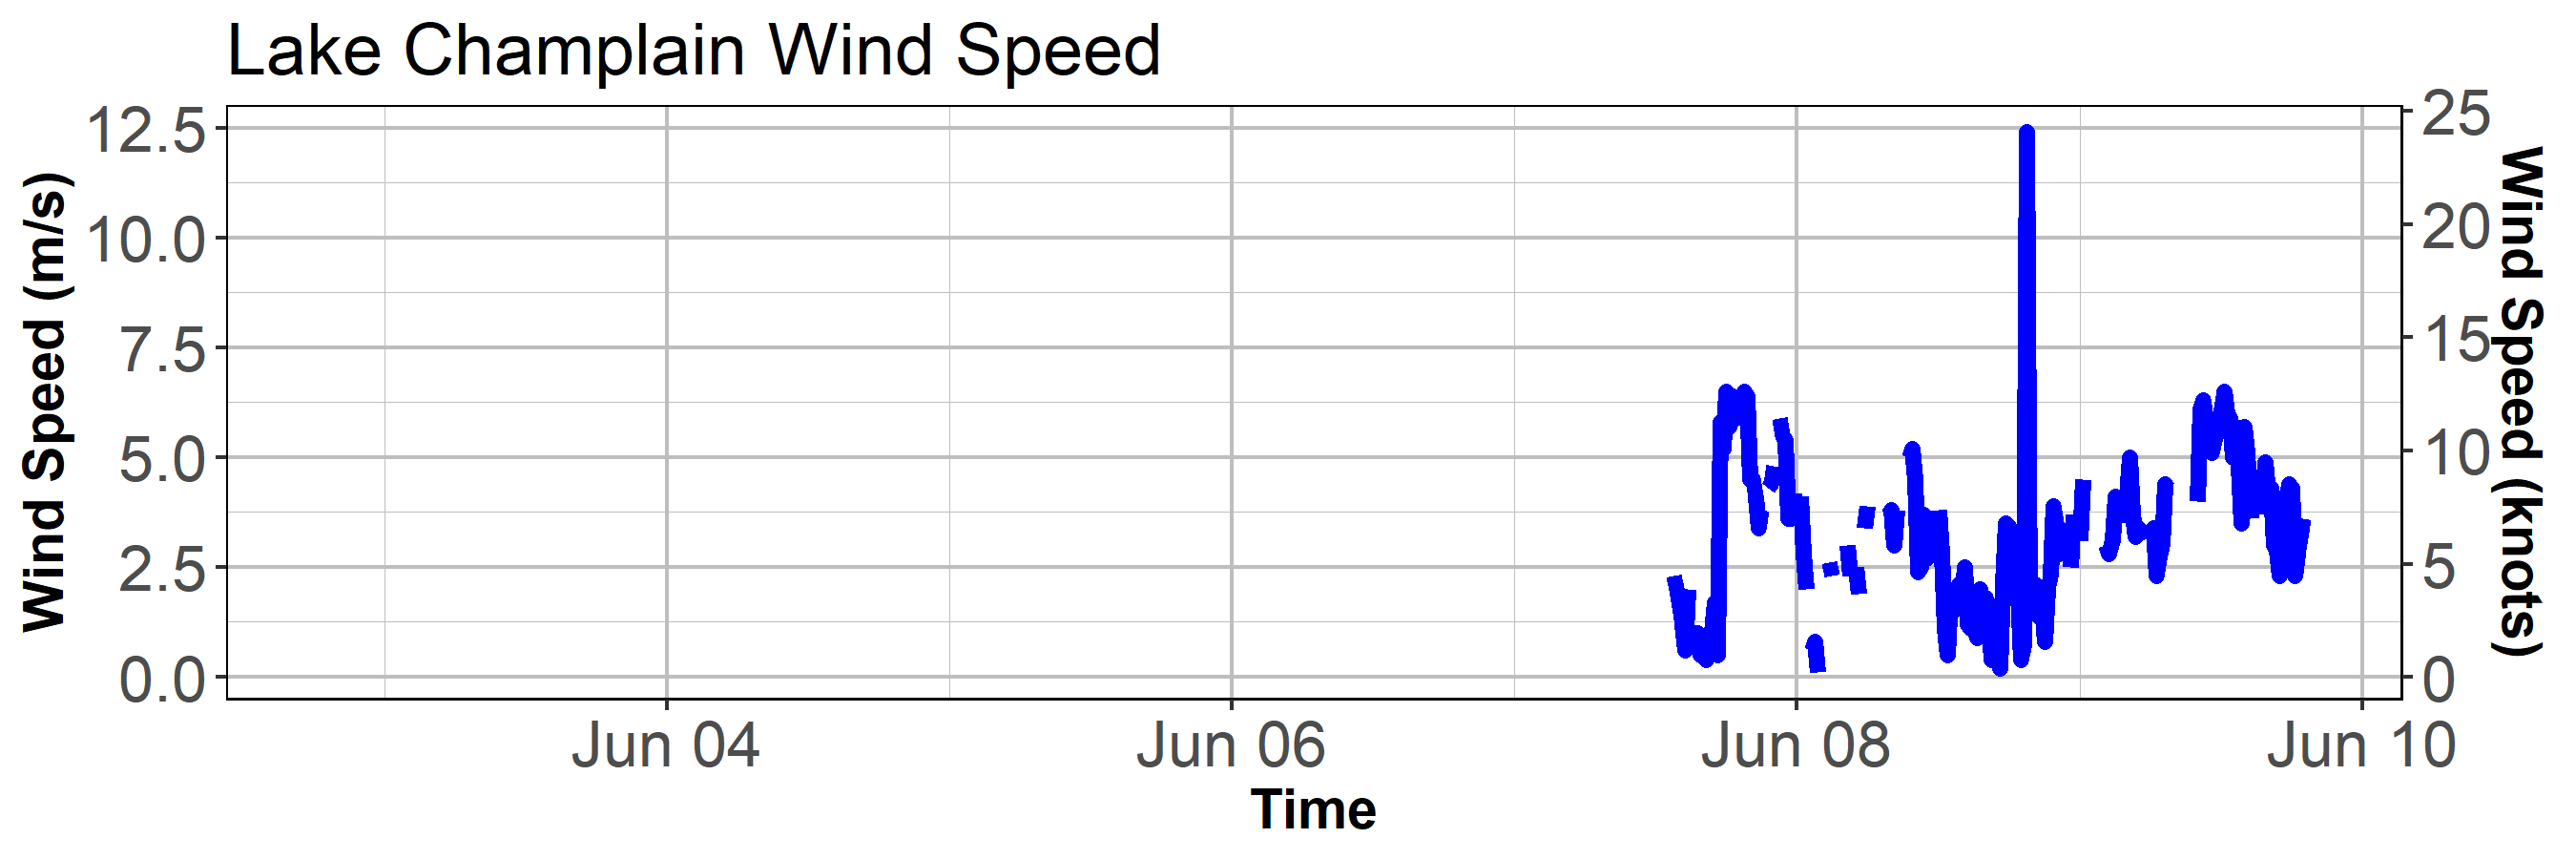 Lake Champlain Wind Speed
12.5
10.0
7.5
5.0
2.5
0.0
Wind Speed (m/s)
25
20
15
10
5
0
Wind Speed (knots)
Jun 04
Jun 06
Jun 08
Jun 10
Time